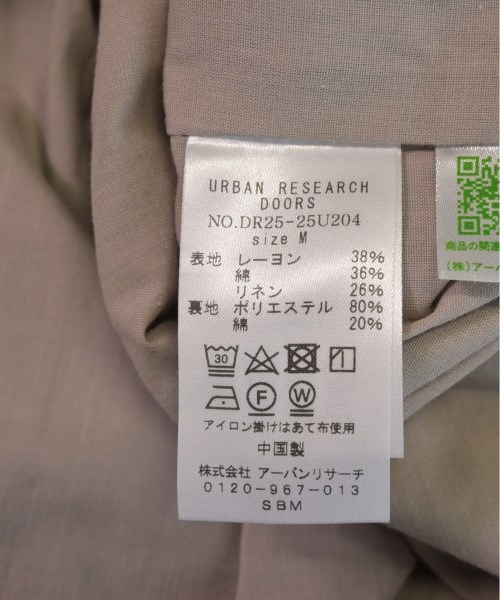 URBAN RESEARCH
DOORS
NO.DR25-25U204
size M
表地 レーヨン 38%
綿 36%
リネン 26%
裏地 ポリエステル 80%
綿 20%
30
F W
アイロン掛けはあて布使用
中国製
株式会社 アーバンリサーチ
0120-967-013
SBM
商品の関連
(株)アー